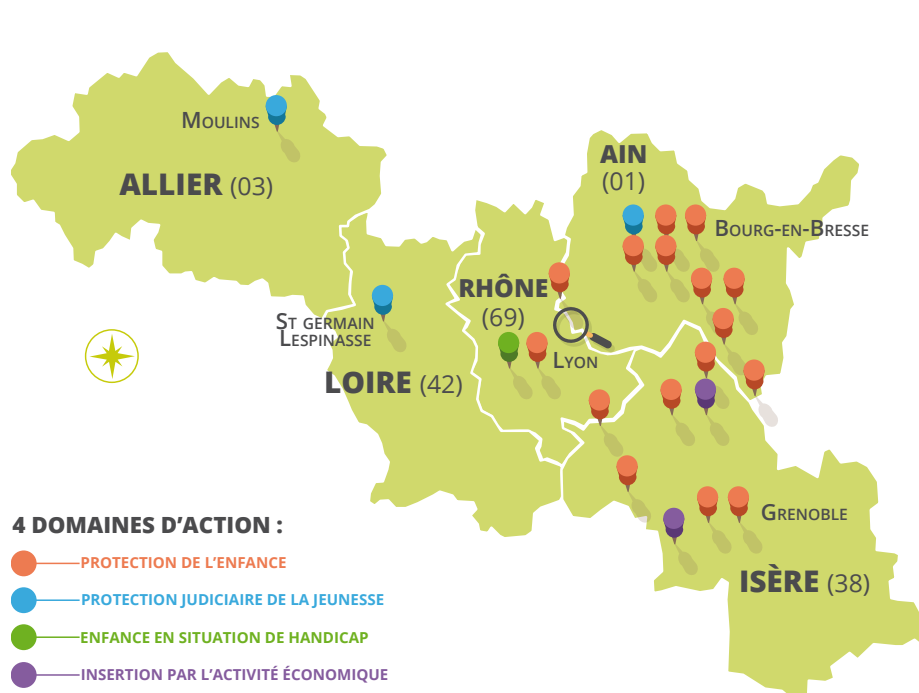 Moulins
ALLIER (03)
AIN
(01)
Bourg-en-Bresse
RHÔNE
(69)
St germain
Lespinasse
Lyon
LOIRE (42)
Grenoble
ISÈRE (38)
4 DOMAINES D’ACTION :
PROTECTION DE L’ENFANCE
PROTECTION JUDICIAIRE DE LA JEUNESSE
ENFANCE EN SITUATION DE HANDICAP
INSERTION PAR L’ACTIVITÉ ÉCONOMIQUE